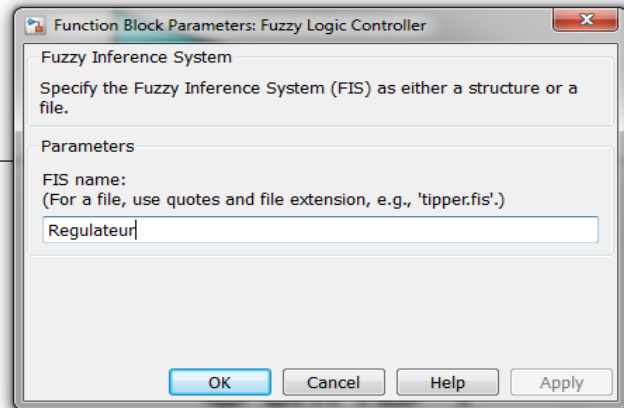 Function Block Parameters: Fuzzy Logic Controller
Fuzzy Inference System
Specify the Fuzzy Inference System (FIS) as either a structure or a
file.
Parameters
FIS name:
(For a file, use quotes and file extension, e.g., 'tipper.fis'.)
Regulateur
OK Cancel Help Apply